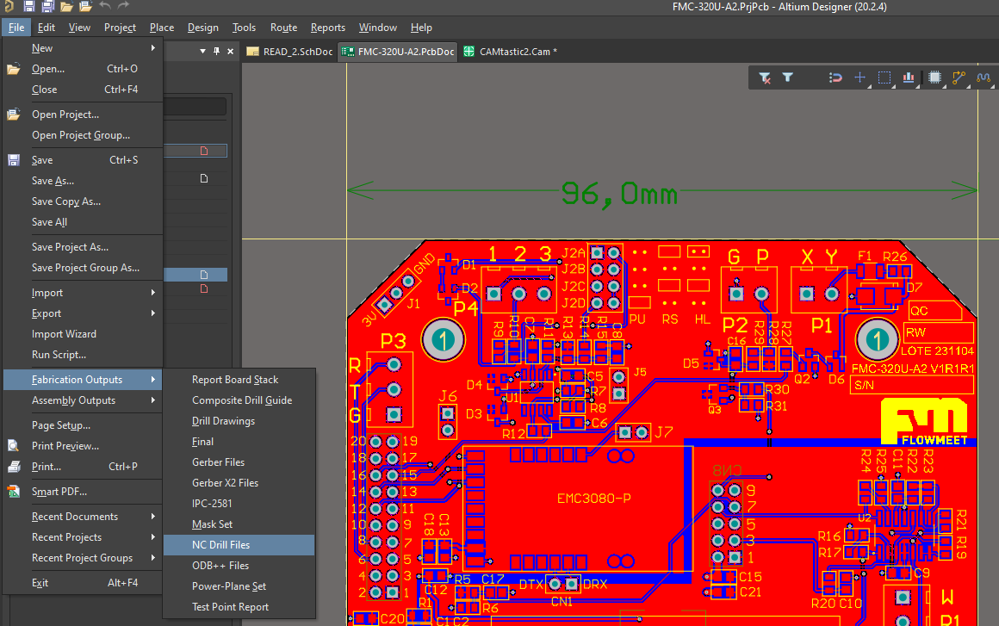 FMC-320U-A2.PrjPcb - Altium Designer (20.2.4)
File Edit View Project Place Design Tools Route Reports Window Help
READ_2.SchDoc FMC-320U-A2.PcbDoc CAMtastic2.Cam *
New
Open... Ctrl+O
Close Ctrl+F4
Open Project...
Open Project Group...
Save Ctrl+S
Save As...
Save Copy As...
Save All
Save Project As...
Save Project Group As...
Import
Export
Import Wizard
Run Script...
Fabrication Outputs
Assembly Outputs
Page Setup...
Print Preview...
Print... Ctrl+P
Smart PDF...
Recent Documents
Recent Projects
Recent Project Groups
Exit Alt+F4
Report Board Stack
Composite Drill Guide
Drill Drawings
Final
Gerber Files
Gerber X2 Files
IPC-2581
Mask Set
NC Drill Files
ODB++ Files
Power-Plane Set
Test Point Report
96,0mm
GND
3V
J1
D1
D2
1 2 3
P4
J2A
J2B
J2C
J2D
PU RS HL
G P
P2
X Y
P1
F1 R26
D7
QC
RW
LOTE 231104
FMC-320U-A2 V1R1R1
S/N
FLOWMEET
P3
R
T
G
1
1
R9 R10 C7 R11 R13 R14 R15 C8
C16 R29 R28 R27
D5
Q2 D6
D4
D3
U1
C5
R7
R8
C6
R12
J5
J6
J7
Q3
R30
R31
20 19
18 17
16 15
14 13
12 11
10 9
8 7
6 5
4 3
2 1
EMC3080-P
CN8
9
7
5
3
1
R24 R25 C11 R22 R23
U2
R16
R17
R21
R19
C9
R20 C10
C18 C13
C12
R5 C17
R6
R1
C20
C1 C2
DTX DRX
CN1
C15
C21
W
P1